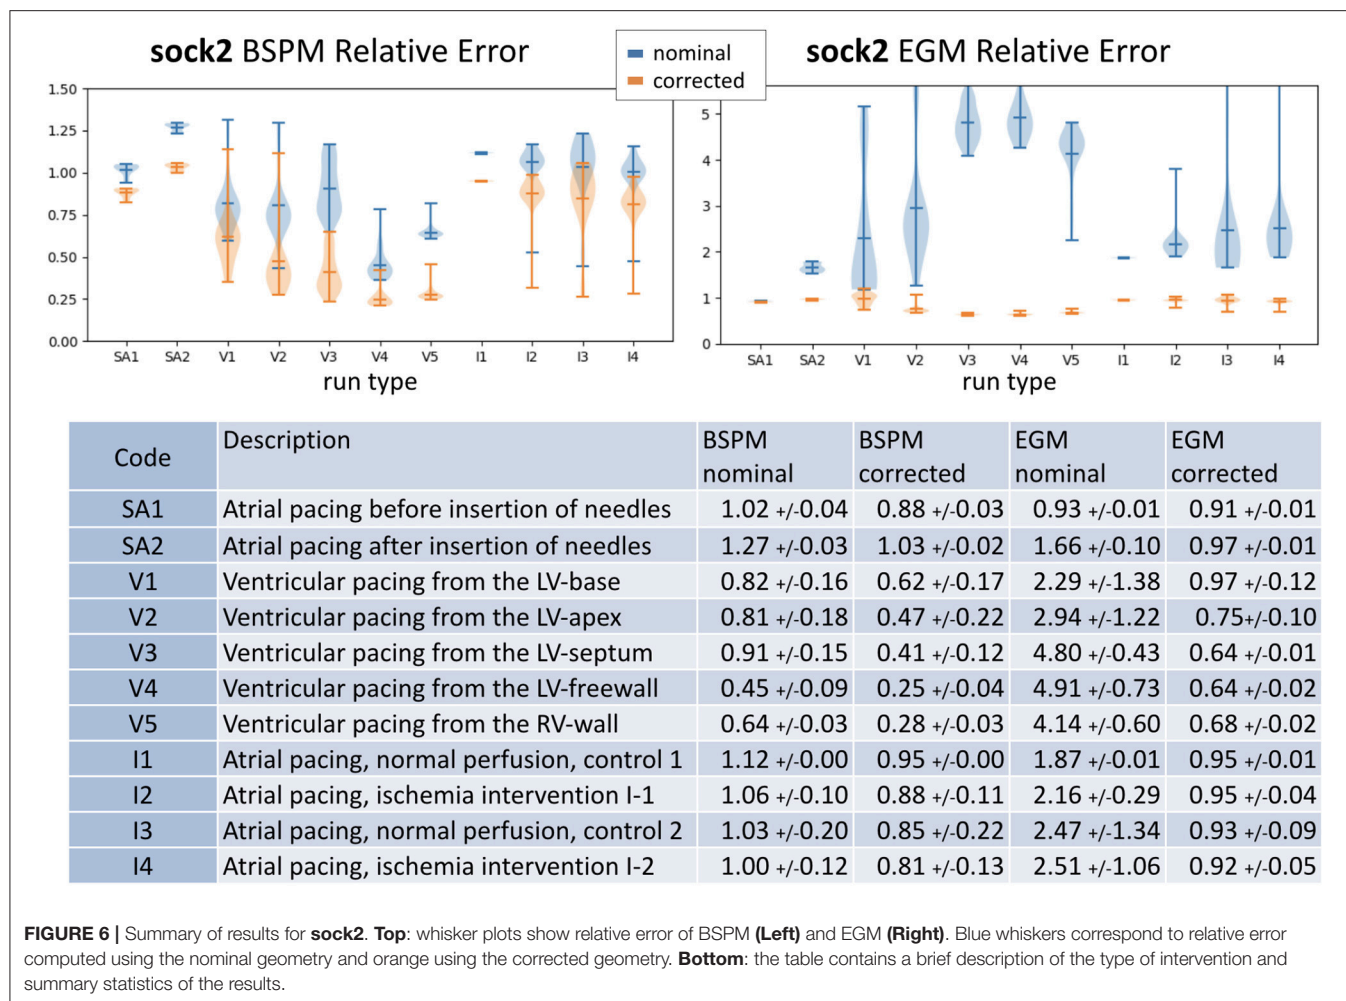 sock2 BSPM Relative Error
nominal
corrected
sock2 EGM Relative Error
1.50
1.25
1.00
0.75
0.50
0.25
0.00
SA1 SA2 V1 V2 V3 V4 V5 I1 I2 I3 I4
run type
5
4
3
2
1
0
SA1 SA2 V1 V2 V3 V4 V5 I1 I2 I3 I4
run type
Code Description BSPM nominal BSPM corrected EGM nominal EGM corrected
SA1 Atrial pacing before insertion of needles 1.02 +/-0.04 0.88 +/-0.03 0.93 +/-0.01 0.91 +/-0.01
SA2 Atrial pacing after insertion of needles 1.27 +/-0.03 1.03 +/-0.02 1.66 +/-0.10 0.97 +/-0.01
V1 Ventricular pacing from the LV-base 0.82 +/-0.16 0.62 +/-0.17 2.29 +/-1.38 0.97 +/-0.12
V2 Ventricular pacing from the LV-apex 0.81 +/-0.18 0.47 +/-0.22 2.94 +/-1.22 0.75+/-0.10
V3 Ventricular pacing from the LV-septum 0.91 +/-0.15 0.41 +/-0.12 4.80 +/-0.43 0.64 +/-0.01
V4 Ventricular pacing from the LV-freewall 0.45 +/-0.09 0.25 +/-0.04 4.91 +/-0.73 0.64 +/-0.02
V5 Ventricular pacing from the RV-wall 0.64 +/-0.03 0.28 +/-0.03 4.14 +/-0.60 0.68 +/-0.02
I1 Atrial pacing, normal perfusion, control 1 1.12 +/-0.00 0.95 +/-0.00 1.87 +/-0.01 0.95 +/-0.01
I2 Atrial pacing, ischemia intervention I-1 1.06 +/-0.10 0.88 +/-0.11 2.16 +/-0.29 0.95 +/-0.04
I3 Atrial pacing, normal perfusion, control 2 1.03 +/-0.20 0.85 +/-0.22 2.47 +/-1.34 0.93 +/-0.09
I4 Atrial pacing, ischemia intervention I-2 1.00 +/-0.12 0.81 +/-0.13 2.51 +/-1.06 0.92 +/-0.05
FIGURE 6 | Summary of results for sock2. Top: whisker plots show relative error of BSPM (Left) and EGM (Right). Blue whiskers correspond to relative error
computed using the nominal geometry and orange using the corrected geometry. Bottom: the table contains a brief description of the type of intervention and
summary statistics of the results.